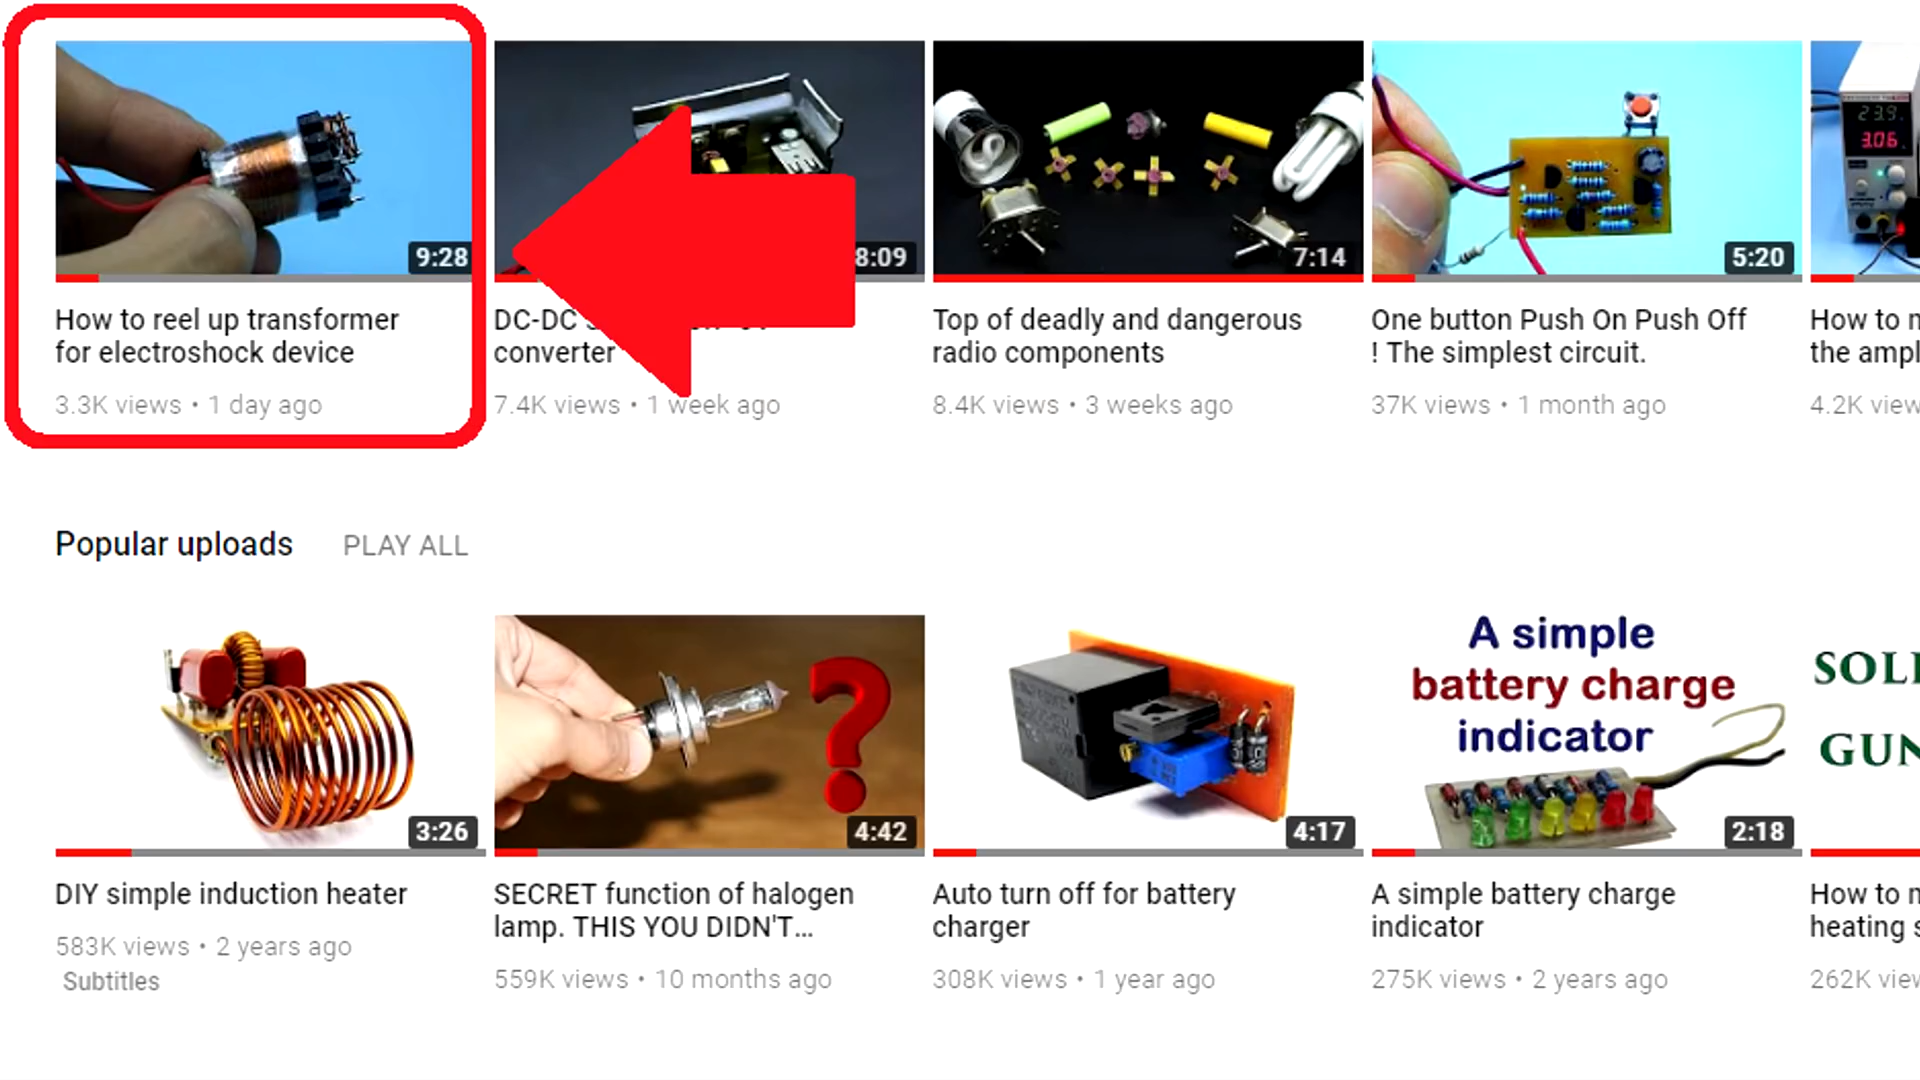 9:28
8:09
7:14
5:20
23.9
3.06
How to reel up transformer
for electroshock device
3.3K views • 1 day ago
DC-DC
converter
7.4K views • 1 week ago
Top of deadly and dangerous
radio components
8.4K views • 3 weeks ago
One button Push On Push Off
! The simplest circuit.
37K views • 1 month ago
How to
the ampl
4.2K view
Popular uploads PLAY ALL
A simple
battery charge
indicator
SOL
GUN
3:26
4:42
4:17
2:18
DIY simple induction heater
583K views • 2 years ago
Subtitles
SECRET function of halogen
lamp. THIS YOU DIDN'T...
559K views • 10 months ago
Auto turn off for battery
charger
308K views • 1 year ago
A simple battery charge
indicator
275K views • 2 years ago
How to
heating
262K view